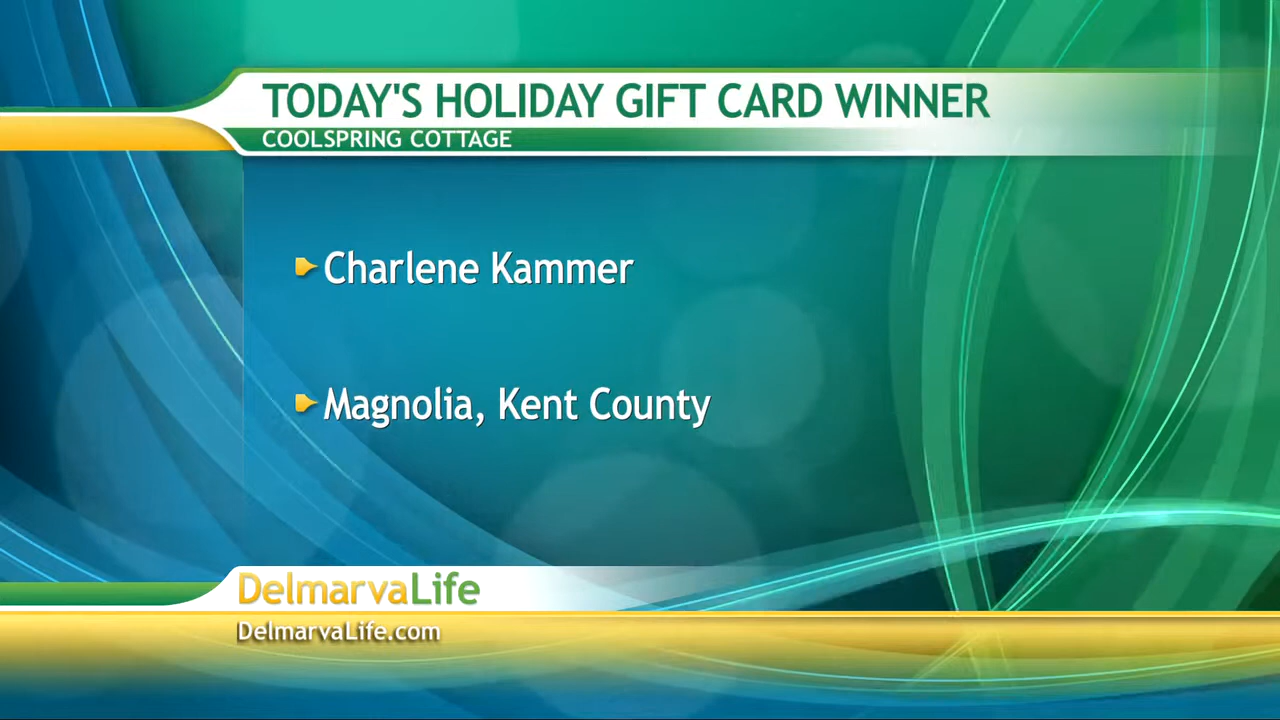 TODAY'S HOLIDAY GIFT CARD WINNER
COOLSPRING COTTAGE
Charlene Kammer
Magnolia, Kent County
DelmarvaLife
DelmarvaLife.com